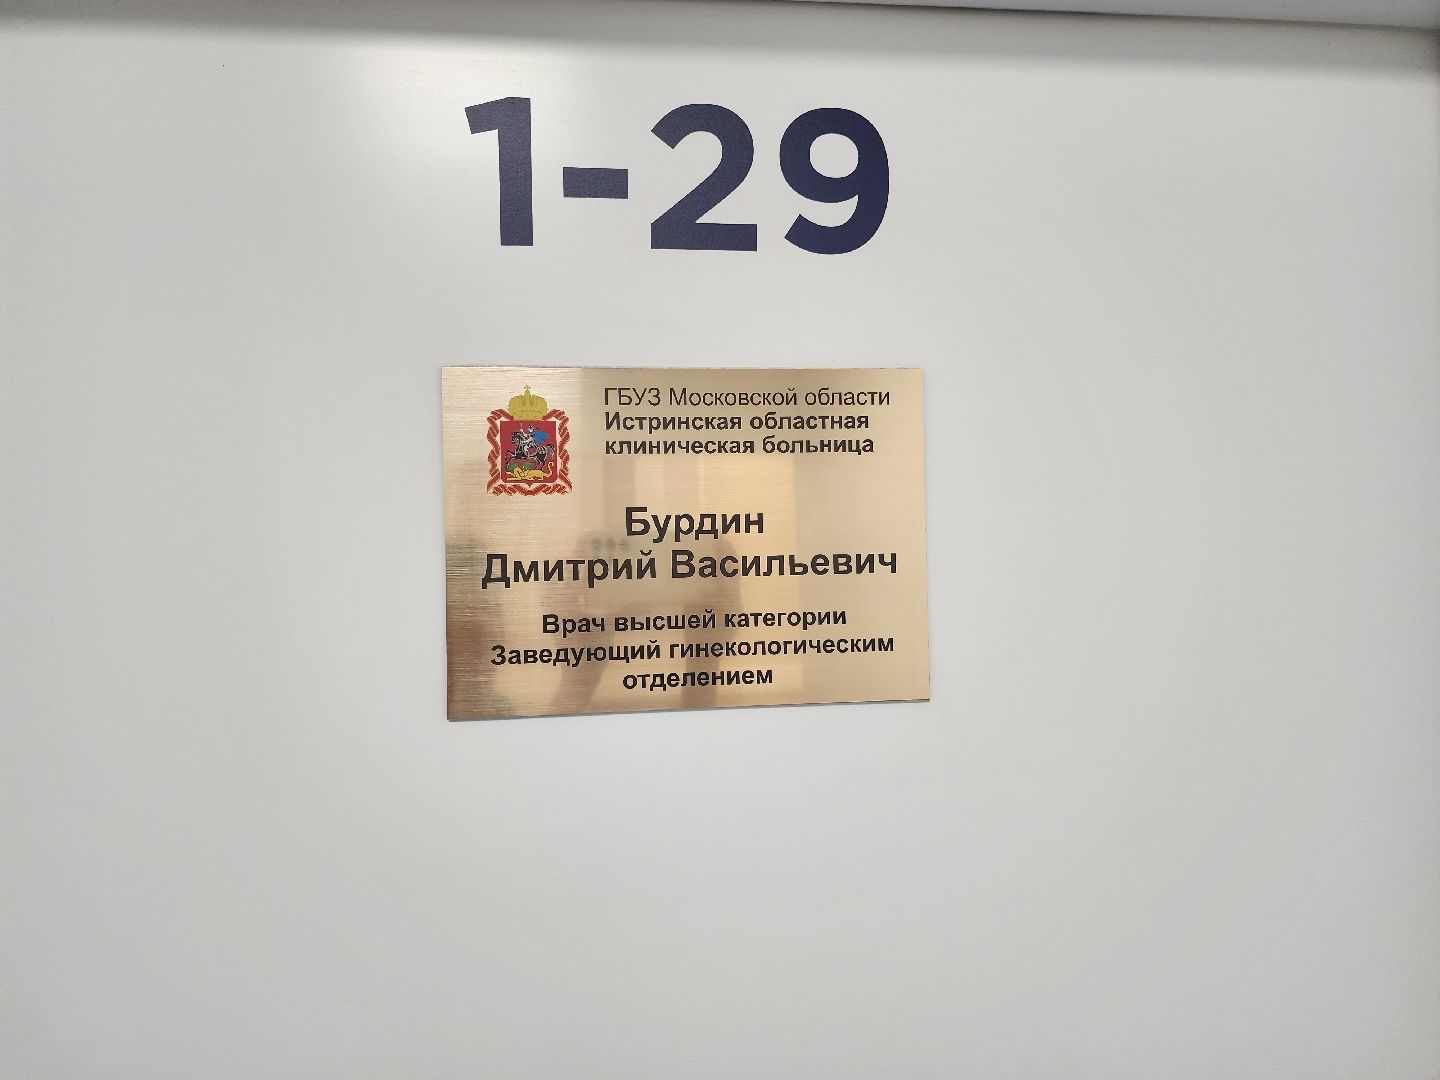 1-29
ГБУЗ Московской области
Истринская областная
клиническая больница
Бурдин
Дмитрий Васильевич
Врач высшей категории
Заведующий гинекологическим
отделением